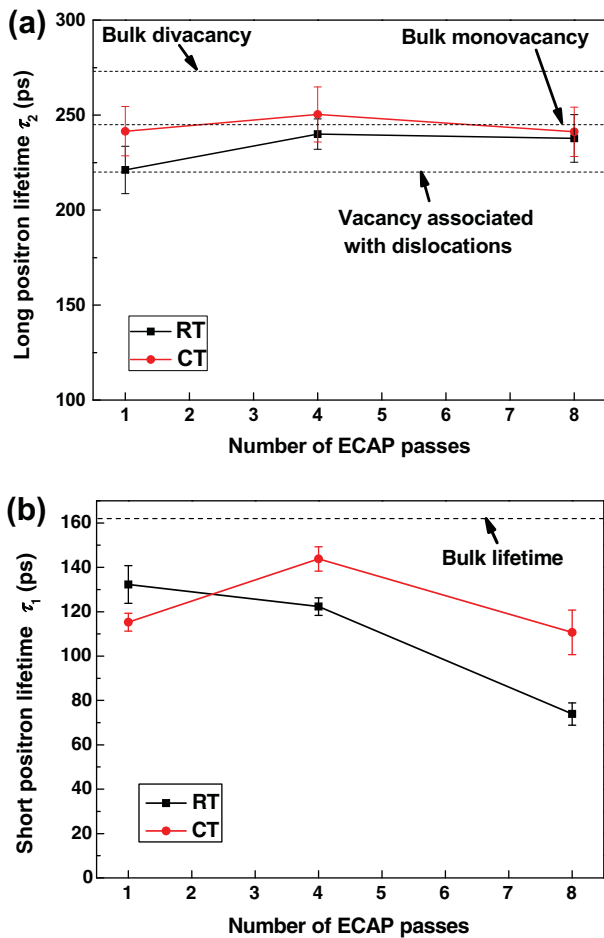 (a)
300
250
200
150
100
Long positron lifetime τ2 (ps)
Bulk divacancy
Bulk monovacancy
Vacancy associated
with dislocations
RT
CT
1 2 3 4 5 6 7 8
Number of ECAP passes
(b)
160
140
120
100
80
60
40
20
0
Short positron lifetime τ1 (ps)
Bulk lifetime
RT
CT
1 2 3 4 5 6 7 8
Number of ECAP passes